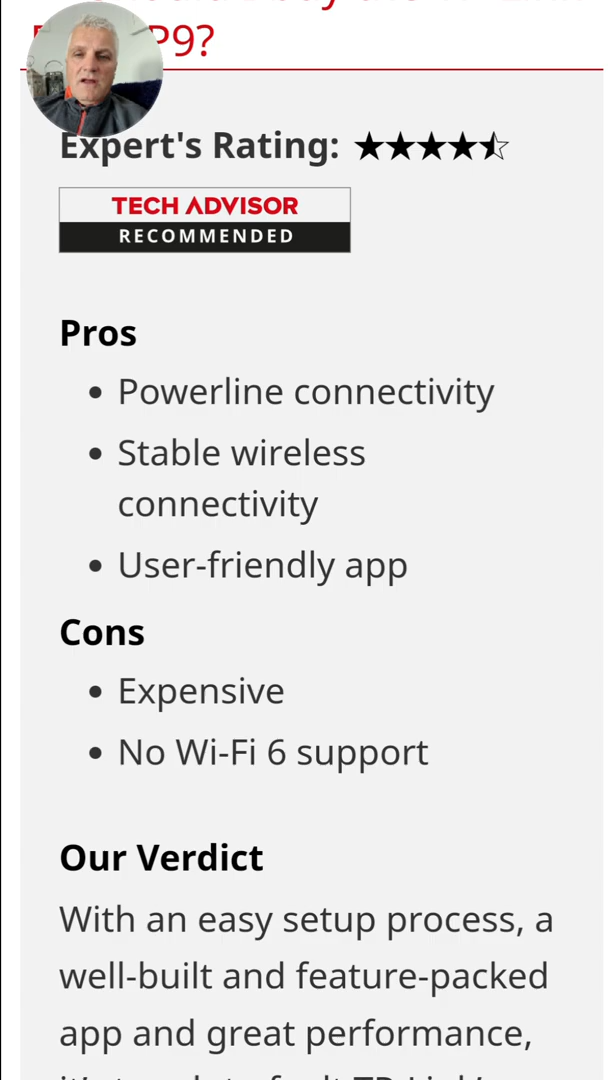 P9?
Expert's Rating:
TECH ADVISOR
RECOMMENDED
Pros
• Powerline connectivity
• Stable wireless
connectivity
• User-friendly app
Cons
• Expensive
• No Wi-Fi 6 support
Our Verdict
With an easy setup process, a
well-built and feature-packed
app and great performance,